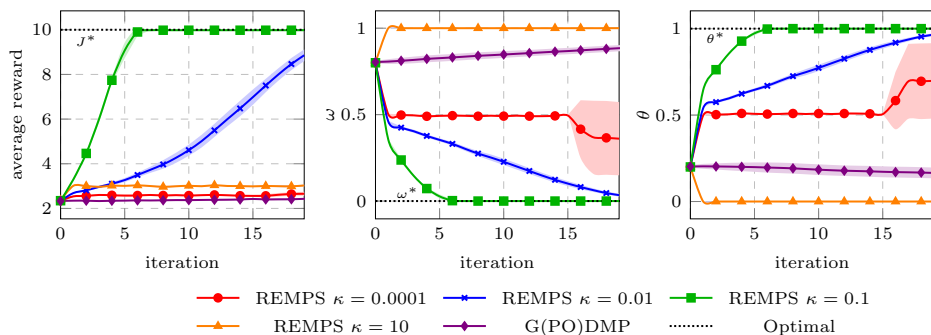 average reward
10
8
6
4
2
J*
0 5 10 15
iteration
ω
1
0.5
0
ω*
0 5 10 15
iteration
θ
1
0.5
0
θ*
0 5 10 15
iteration
REMPS κ = 0.0001 REMPS κ = 0.01 REMPS κ = 0.1
REMPS κ = 10 G(PO)DMP Optimal